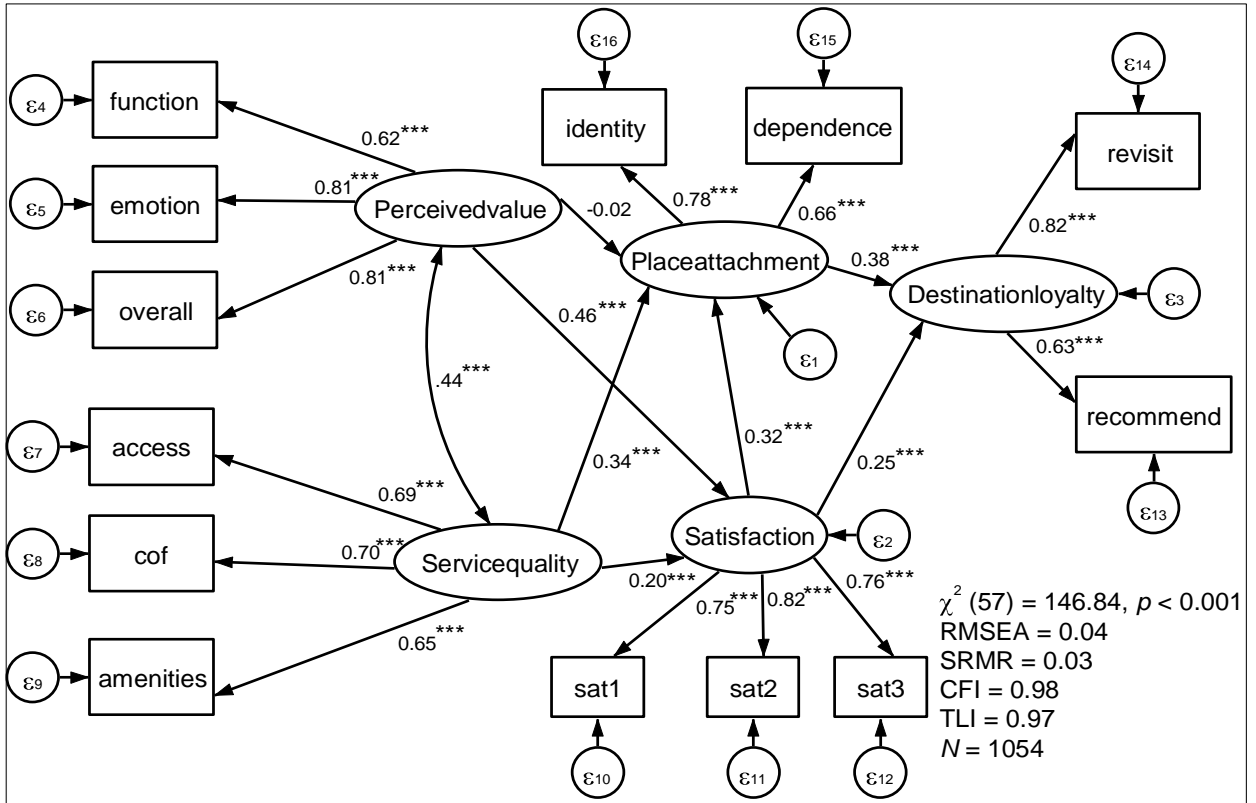 ε16
ε15
ε14
ε4
function
identity
dependence
revisit
0.62***
ε5
emotion
0.81***
Perceivedvalue
-0.02
0.78***
0.66***
0.82***
Placeattachment
0.38***
Destinationloyalty
ε3
ε6
overall
0.81***
0.46***
ε1
0.63***
.44***
recommend
ε7
access
0.69***
0.34***
0.32***
0.25***
ε13
ε8
cof
0.70***
Servicequality
Satisfaction
ε2
0.20***
0.75***
0.82***
0.76***
ε9
amenities
0.65***
sat1
sat2
sat3
ε10
ε11
ε12
χ² (57) = 146.84, p < 0.001
RMSEA = 0.04
SRMR = 0.03
CFI = 0.98
TLI = 0.97
N = 1054